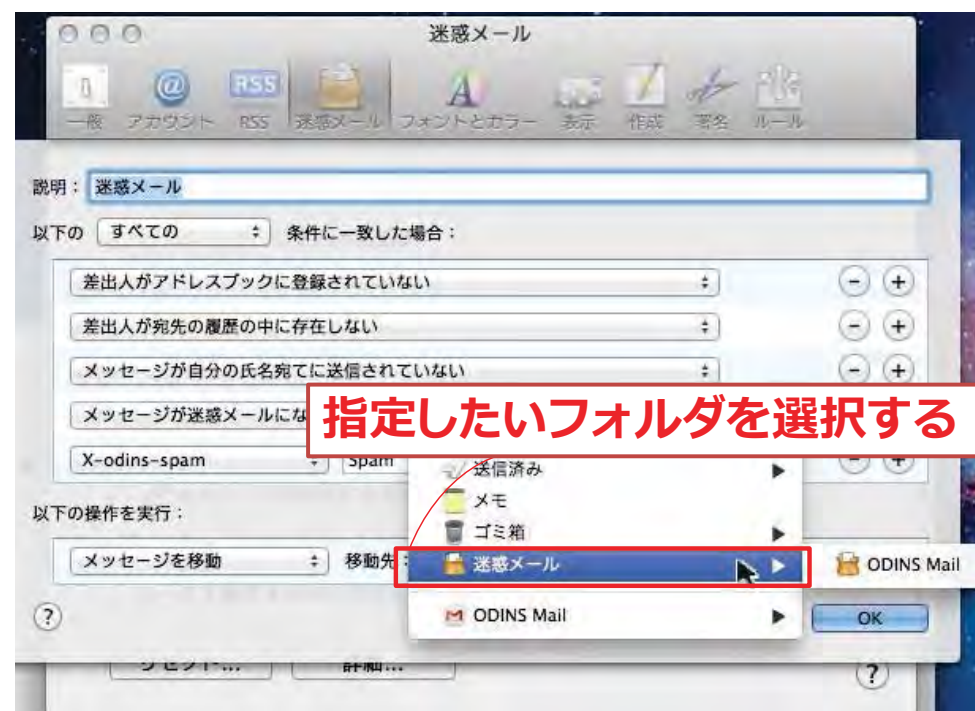 迷惑メール
一般 アカウント RSS 迷惑メール フォントとカラー 表示 作成 署名 ルール
説明： 迷惑メール
以下の すべての 条件に一致した場合：
差出人がアドレスブックに登録されていない
差出人が宛先の履歴の中に存在しない
メッセージが自分の氏名宛てに送信されていない
メッセージが迷惑メールにな
指定したいフォルダを選択する
X-odins-spam Spam
送信済み
メモ
以下の操作を実行：
ゴミ箱
メッセージを移動 移動先：
迷惑メール
ODINS Mail
ODINS Mail
OK
リセット... 詳細...